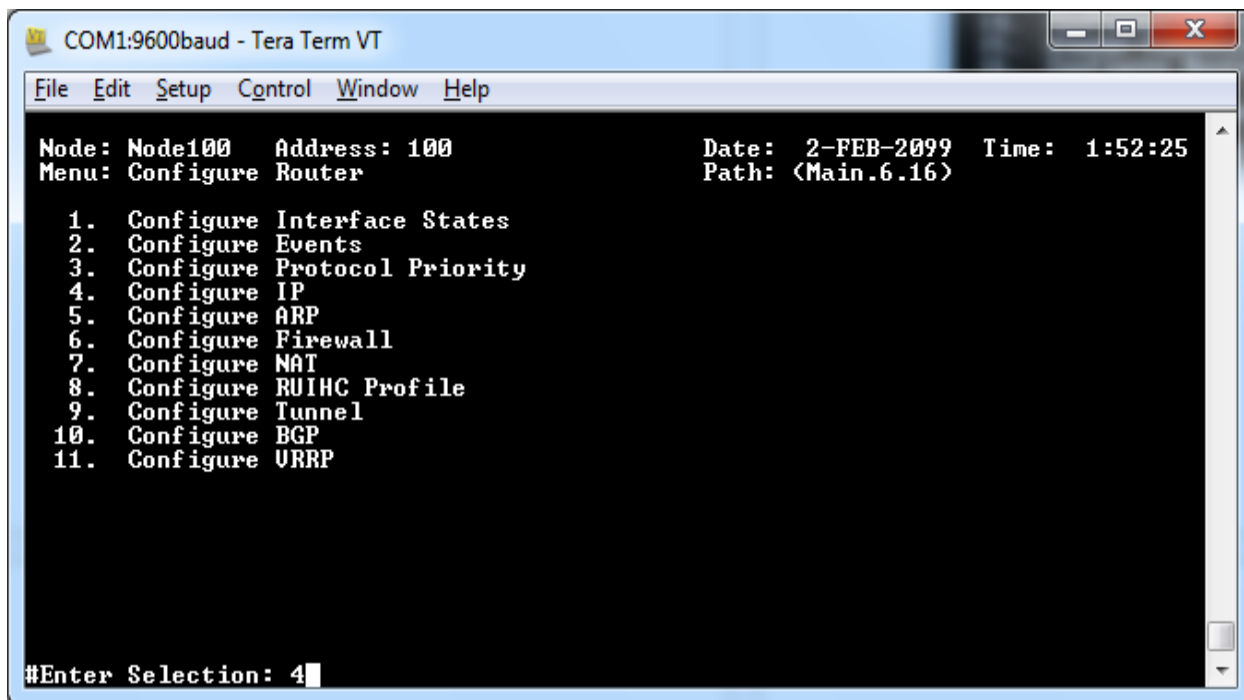 COM1:9600baud - Tera Term VT
File Edit Setup Control Window Help
Node: Node100 Address: 100 Date: 2-FEB-2099 Time: 1:52:25
Menu: Configure Router Path: (Main.6.16)
1. Configure Interface States
2. Configure Events
3. Configure Protocol Priority
4. Configure IP
5. Configure ARP
6. Configure Firewall
7. Configure NAT
8. Configure RUIHC Profile
9. Configure Tunnel
10. Configure BGP
11. Configure VRRP
#Enter Selection: 4